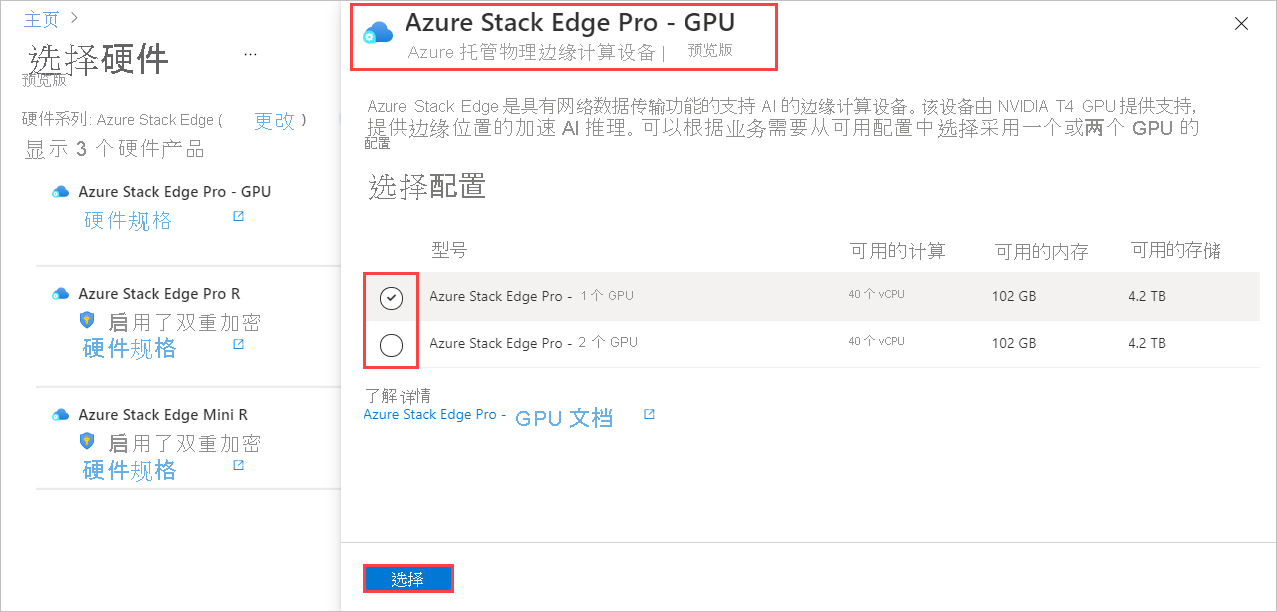 主页
选择硬件
...
预览版
硬件系列: Azure Stack Edge ( 更改 )
显示 3 个硬件产品
Azure Stack Edge Pro - GPU
硬件规格
Azure Stack Edge Pro R
启用了双重加密
硬件规格
Azure Stack Edge Mini R
启用了双重加密
硬件规格
Azure Stack Edge Pro - GPU
Azure 托管物理边缘计算设备 | 预览版
Azure Stack Edge 是具有网络数据传输功能的支持 AI 的边缘计算设备。该设备由 NVIDIA T4 GPU 提供支持,
提供边缘位置的加速 AI 推理。可以根据业务需要从可用配置中选择采用一个或两个 GPU 的
配置
选择配置
型号 可用的计算 可用的内存 可用的存储
Azure Stack Edge Pro - 1 个 GPU 40 个 vCPU 102 GB 4.2 TB
Azure Stack Edge Pro - 2 个 GPU 40 个 vCPU 102 GB 4.2 TB
了解详情
Azure Stack Edge Pro - GPU 文档
选择